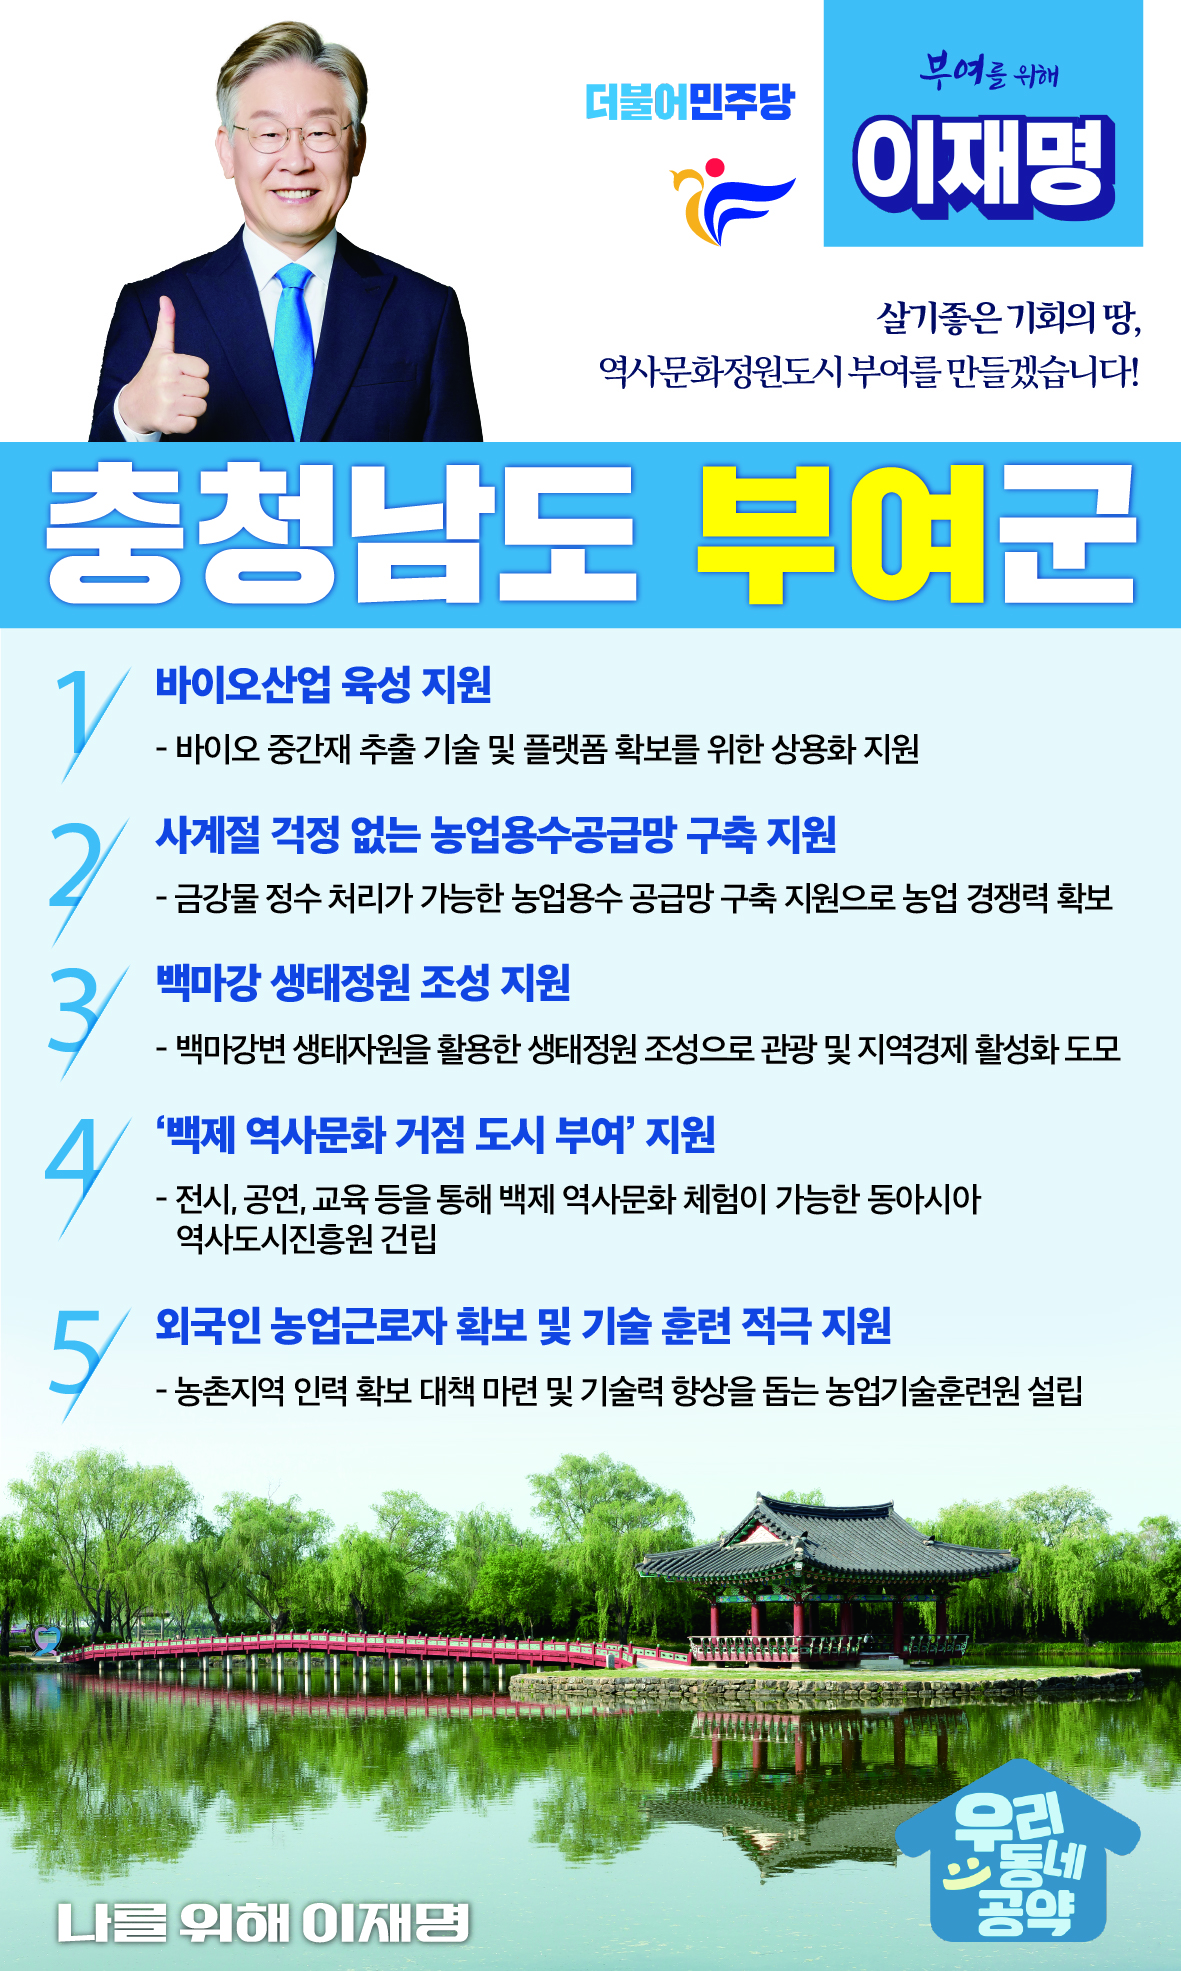 더불어민주당
부여를 위해
이재명
살기좋은 기회의 땅,
역사문화정원도시 부여를 만들겠습니다!
충청남도 부여군
1 바이오산업 육성 지원
- 바이오 중간재 추출 기술 및 플랫폼 확보를 위한 상용화 지원
2 사계절 걱정 없는 농업용수공급망 구축 지원
- 금강물 정수 처리가 가능한 농업용수 공급망 구축 지원으로 농업 경쟁력 확보
3 백마강 생태정원 조성 지원
- 백마강변 생태자원을 활용한 생태정원 조성으로 관광 및 지역경제 활성화 도모
4 ‘백제 역사문화 거점 도시 부여’ 지원
- 전시, 공연, 교육 등을 통해 백제 역사문화 체험이 가능한 동아시아
역사도시진흥원 건립
5 외국인 농업근로자 확보 및 기술 훈련 적극 지원
- 농촌지역 인력 확보 대책 마련 및 기술력 향상을 돕는 농업기술훈련원 설립
우리
동네
공약
나를 위해 이재명